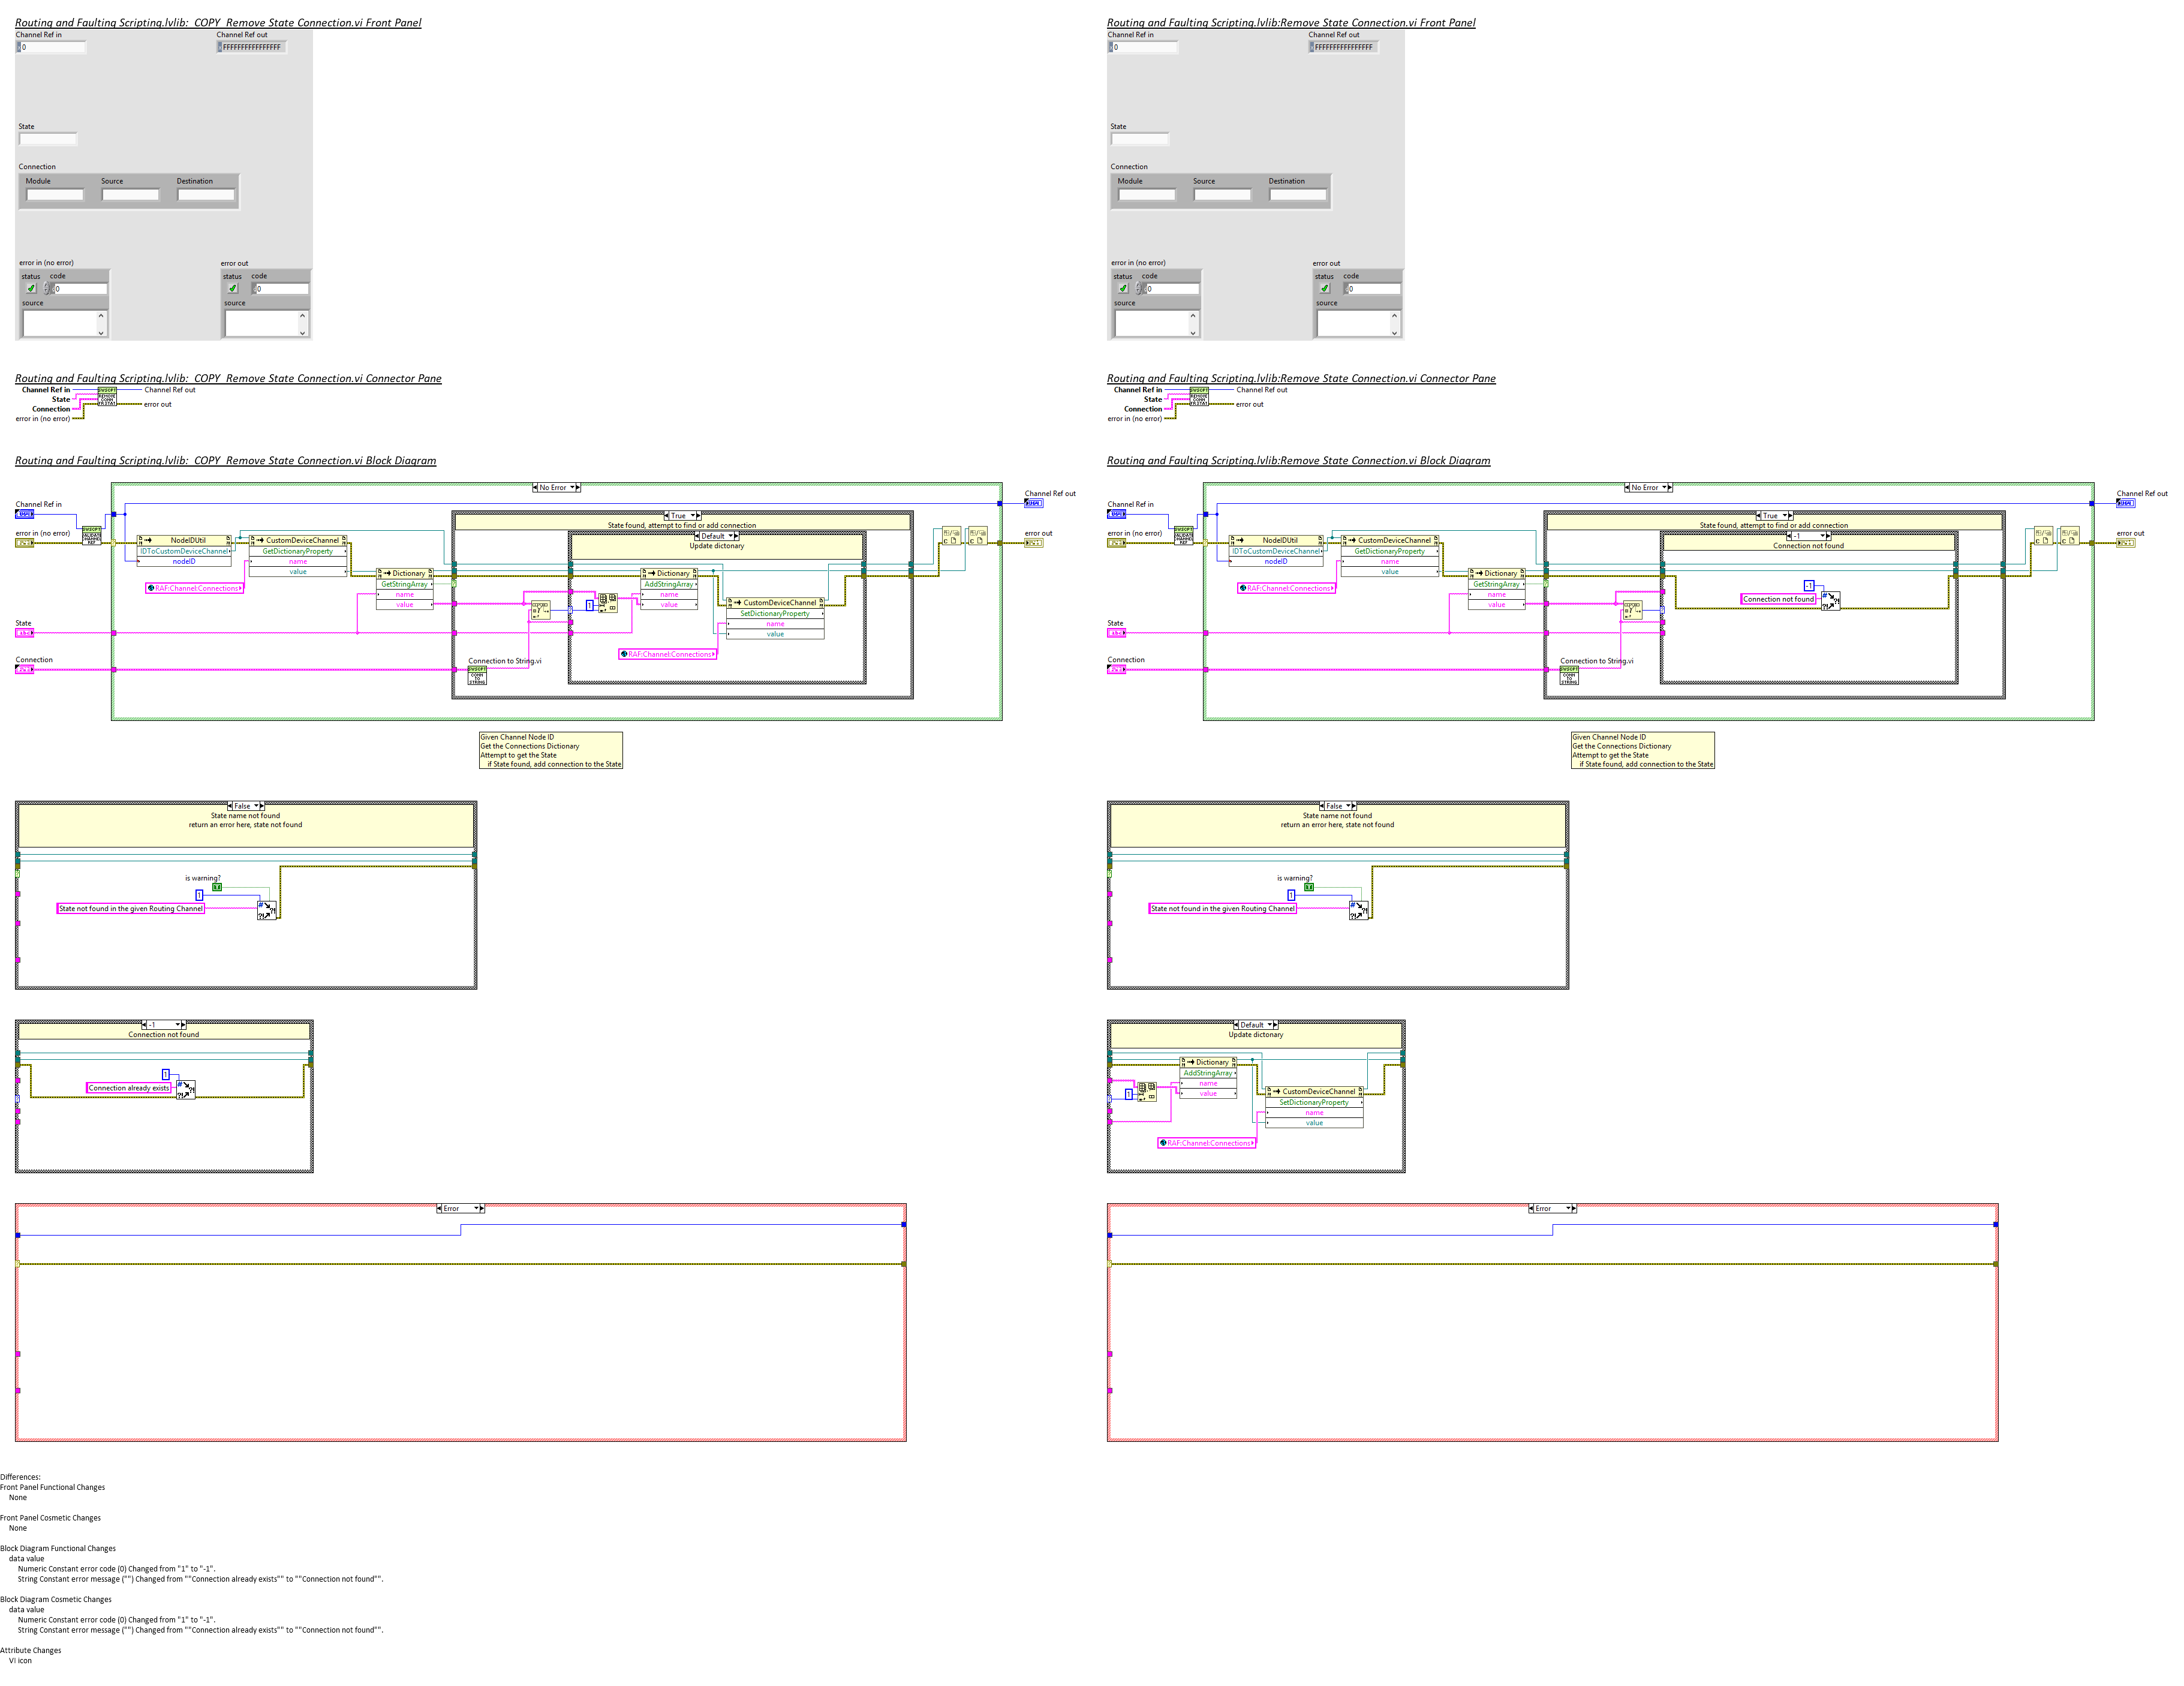 Routing and Faulting Scripting.lvlib:  COPY  Remove State Connection.vi Front Panel
Channel Ref in
Channel Ref out
0
FFFFFFFFFFFFFFFF
State
Connection
Module
Source
Destination
error in (no error)
status
code
0
source
error out
status
code
0
source
Routing and Faulting Scripting.lvlib:  COPY  Remove State Connection.vi Connector Pane
Channel Ref in
State
Connection
error in (no error)
Channel Ref out
error out
Routing and Faulting Scripting.lvlib:  COPY  Remove State Connection.vi Block Diagram
No Error
Channel Ref in
Channel Ref out
True
State found, attempt to find or add connection
error in (no error)
VALIDATE
CHANNEL
REF
error out
Default
Update dictonary
NodeIDUtil
IDToCustomDeviceChannel
nodeID
CustomDeviceChannel
GetDictionaryProperty
name
value
RAF:Channel:Connections
Dictionary
GetStringArray
name
value
Dictionary
AddStringArray
name
value
1
CustomDeviceChannel
SetDictionaryProperty
name
value
State
RAF:Channel:Connections
Connection
Connection to String.vi
CONN
TO
STRING
Given Channel Node ID
Get the Connections Dictionary
Attempt to get the State
if State found, add connection to the State
False
State name not found
return an error here, state not found
is warning?
1
State not found in the given Routing Channel
-1
Connection not found
1
Connection already exists
Error
Differences:
Front Panel Functional Changes
None
Front Panel Cosmetic Changes
None
Block Diagram Functional Changes
data value
Numeric Constant error code (0) Changed from "1" to "-1".
String Constant error message ("") Changed from ""Connection already exists"" to ""Connection not found"".
Block Diagram Cosmetic Changes
data value
Numeric Constant error code (0) Changed from "1" to "-1".
String Constant error message ("") Changed from ""Connection already exists"" to ""Connection not found"".
Attribute Changes
VI icon
Routing and Faulting Scripting.lvlib:Remove State Connection.vi Front Panel
Channel Ref in
Channel Ref out
0
FFFFFFFFFFFFFFFF
State
Connection
Module
Source
Destination
error in (no error)
status
code
0
source
error out
status
code
0
source
Routing and Faulting Scripting.lvlib:Remove State Connection.vi Connector Pane
Channel Ref in
State
Connection
error in (no error)
Channel Ref out
error out
Routing and Faulting Scripting.lvlib:Remove State Connection.vi Block Diagram
No Error
Channel Ref in
Channel Ref out
True
State found, attempt to find or add connection
error in (no error)
VALIDATE
CHANNEL
REF
error out
-1
Connection not found
NodeIDUtil
IDToCustomDeviceChannel
nodeID
CustomDeviceChannel
GetDictionaryProperty
name
value
RAF:Channel:Connections
Dictionary
GetStringArray
name
value
-1
Connection not found
State
Connection
Connection to String.vi
CONN
TO
STRING
Given Channel Node ID
Get the Connections Dictionary
Attempt to get the State
if State found, add connection to the State
False
State name not found
return an error here, state not found
is warning?
1
State not found in the given Routing Channel
Default
Update dictonary
Dictionary
AddStringArray
name
value
1
CustomDeviceChannel
SetDictionaryProperty
name
value
RAF:Channel:Connections
Error